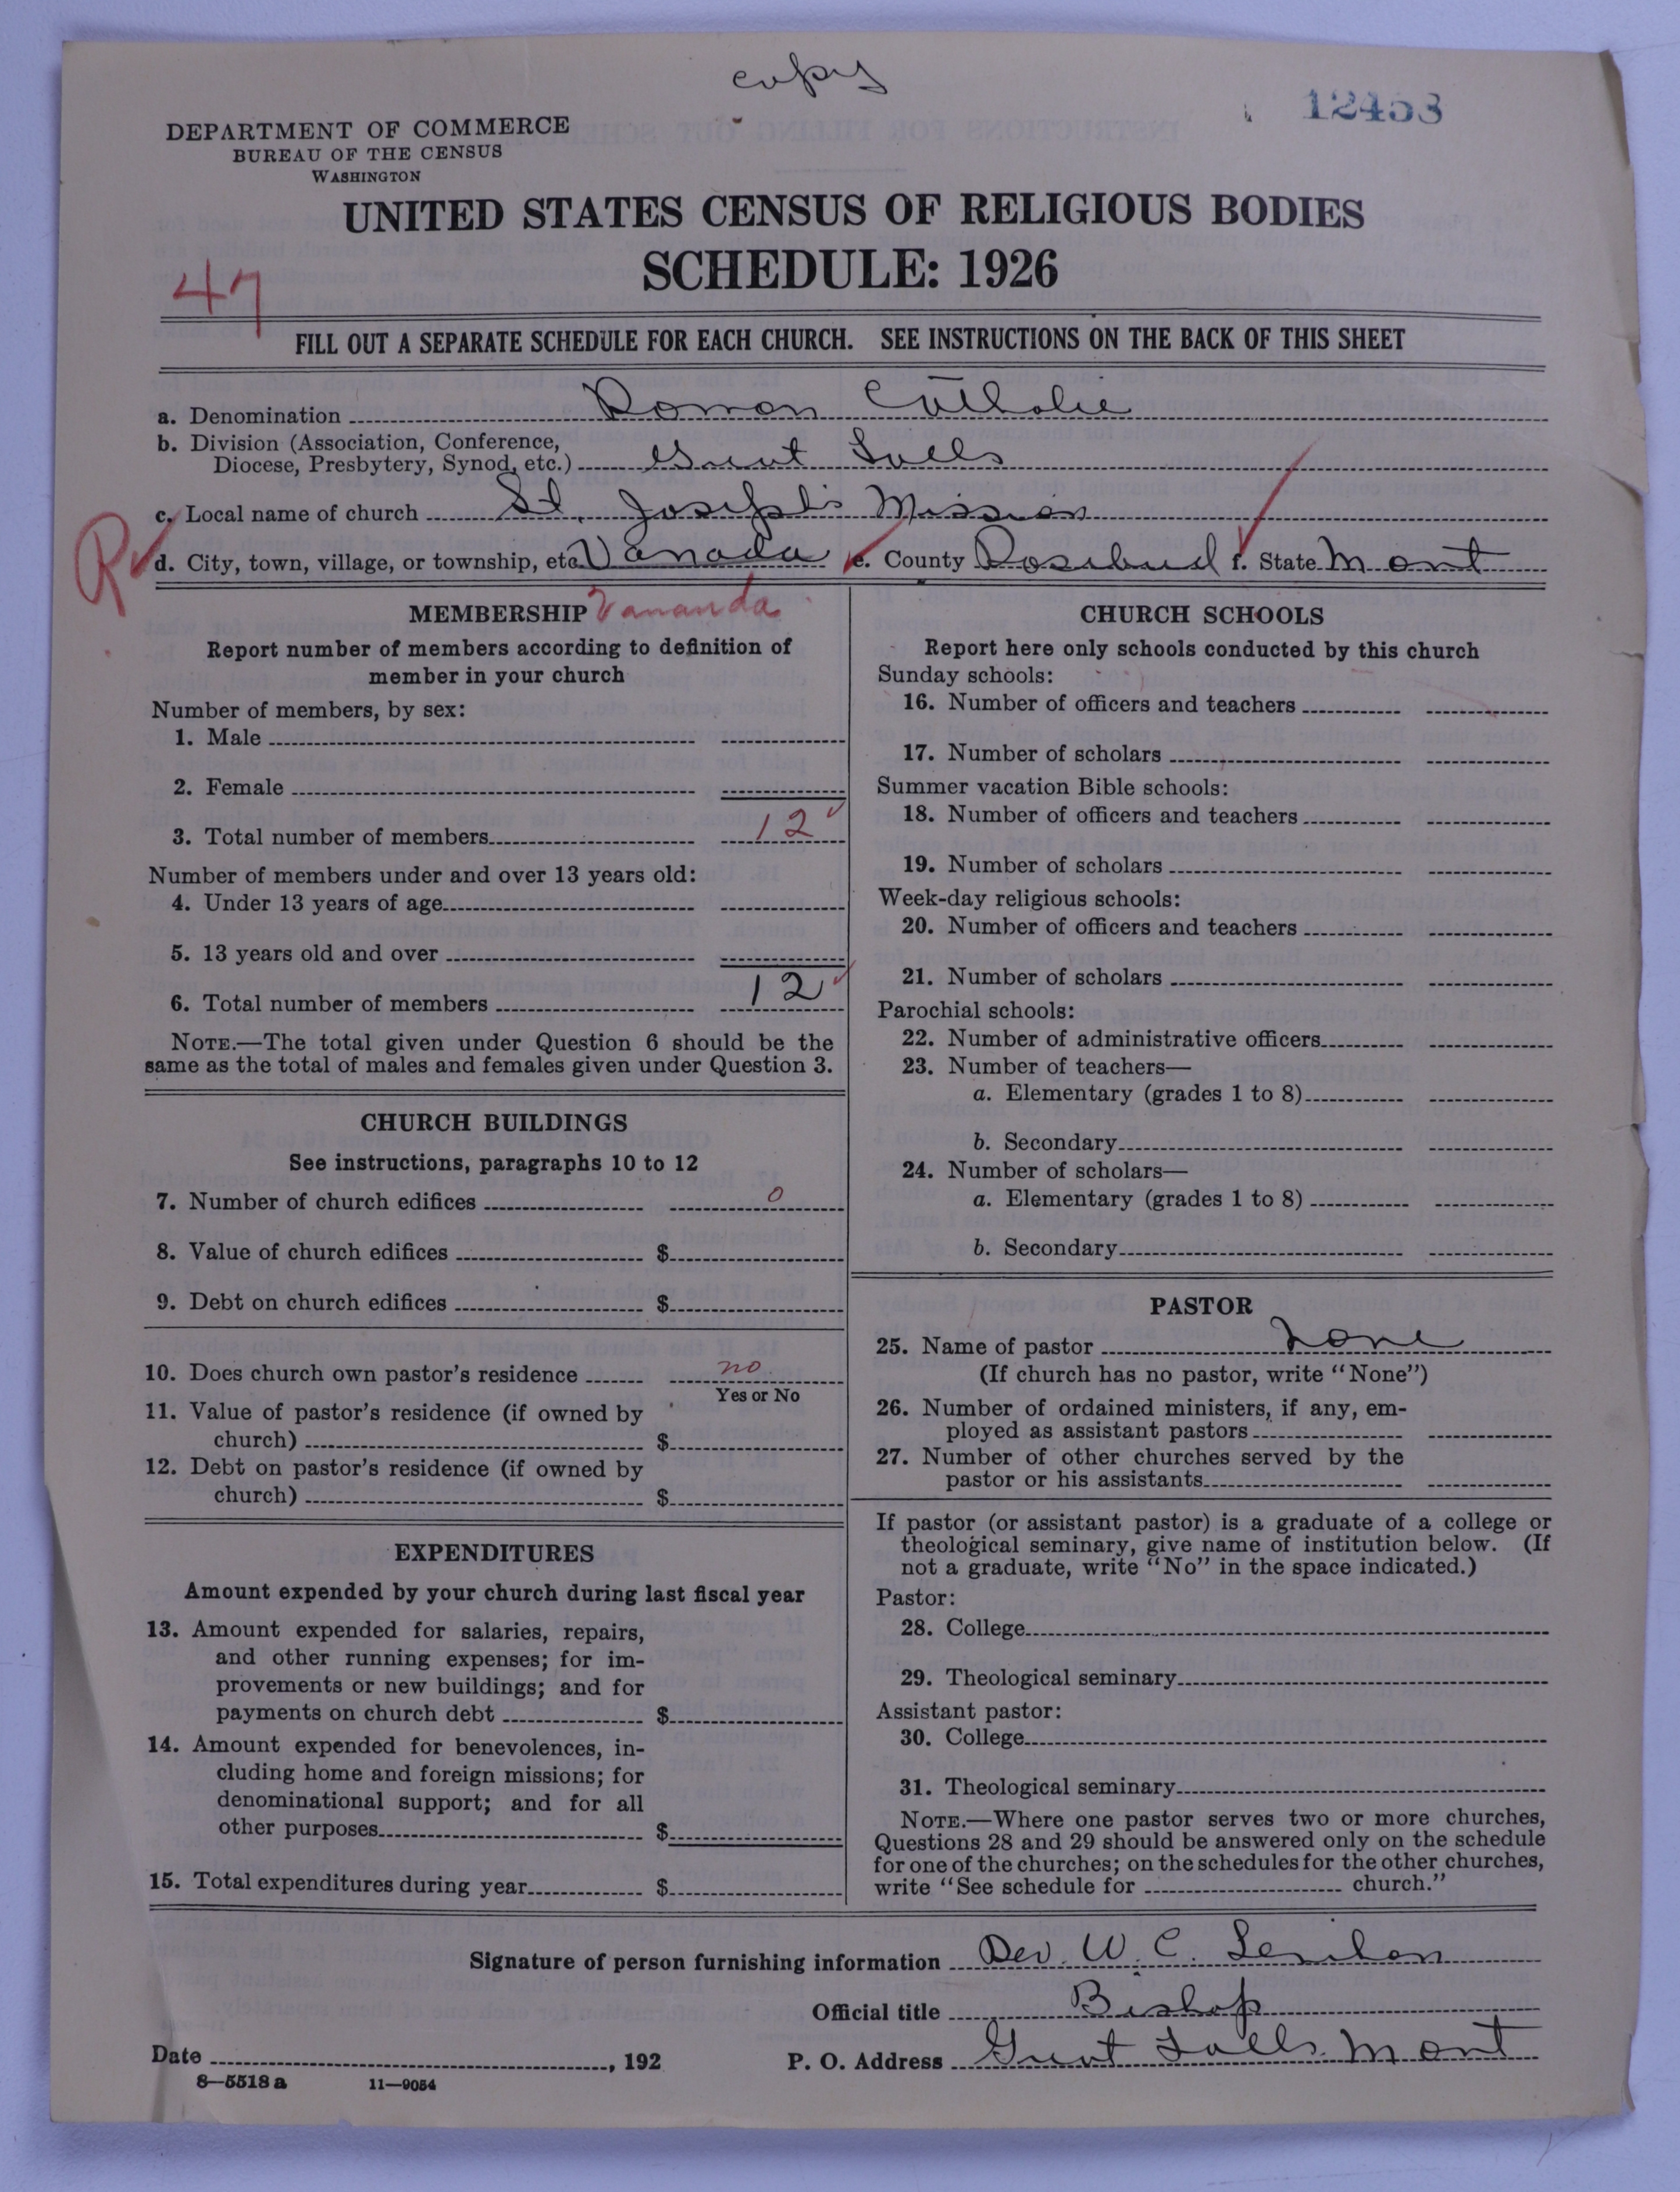 copy
12453
DEPARTMENT OF COMMERCE
BUREAU OF THE CENSUS
WASHINGTON
UNITED STATES CENSUS OF RELIGIOUS BODIES
SCHEDULE: 1926
47
FILL OUT A SEPARATE SCHEDULE FOR EACH CHURCH. SEE INSTRUCTIONS ON THE BACK OF THIS SHEET
a. Denomination Roman Catholic
b. Division (Association, Conference,
Diocese, Presbytery, Synod, etc.) Great Falls
c. Local name of church St. Joseph's Mission
R d. City, town, village, or township, etc. Vanada e. County Rosebud f. State Mont
MEMBERSHIP Vananda
Report number of members according to definition of
member in your church
Number of members, by sex:
1. Male
2. Female
3. Total number of members 12
Number of members under and over 13 years old:
4. Under 13 years of age
5. 13 years old and over
6. Total number of members 12
NOTE.—The total given under Question 6 should be the
same as the total of males and females given under Question 3.
CHURCH BUILDINGS
See instructions, paragraphs 10 to 12
7. Number of church edifices 0
8. Value of church edifices $
9. Debt on church edifices $
10. Does church own pastor's residence no
Yes or No
11. Value of pastor's residence (if owned by
church) $
12. Debt on pastor's residence (if owned by
church) $
EXPENDITURES
Amount expended by your church during last fiscal year
13. Amount expended for salaries, repairs,
and other running expenses; for im-
provements or new buildings; and for
payments on church debt $
14. Amount expended for benevolences, in-
cluding home and foreign missions; for
denominational support; and for all
other purposes $
15. Total expenditures during year $
CHURCH SCHOOLS
Report here only schools conducted by this church
Sunday schools:
16. Number of officers and teachers
17. Number of scholars
Summer vacation Bible schools:
18. Number of officers and teachers
19. Number of scholars
Week-day religious schools:
20. Number of officers and teachers
21. Number of scholars
Parochial schools:
22. Number of administrative officers
23. Number of teachers—
a. Elementary (grades 1 to 8)
b. Secondary
24. Number of scholars—
a. Elementary (grades 1 to 8)
b. Secondary
PASTOR
25. Name of pastor none
(If church has no pastor, write "None")
26. Number of ordained ministers, if any, em-
ployed as assistant pastors
27. Number of other churches served by the
pastor or his assistants
If pastor (or assistant pastor) is a graduate of a college or
theological seminary, give name of institution below. (If
not a graduate, write "No" in the space indicated.)
Pastor:
28. College
29. Theological seminary
Assistant pastor:
30. College
31. Theological seminary
NOTE.—Where one pastor serves two or more churches,
Questions 28 and 29 should be answered only on the schedule
for one of the churches; on the schedules for the other churches,
write "See schedule for church."
Signature of person furnishing information Rev. W. C. Lenihan
Official title Bishop
Date , 192 P. O. Address Great Falls Mont
8—5518 a 11—9054